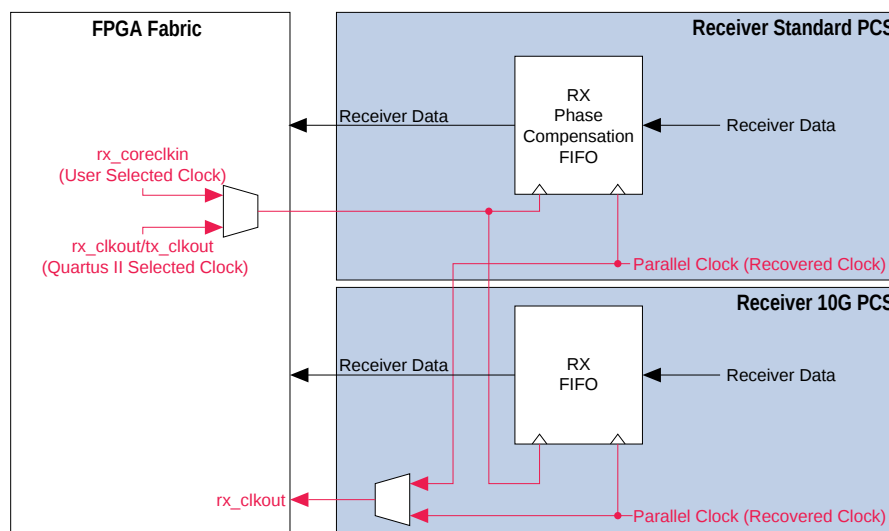 FPGA Fabric
Receiver Standard PCS
Receiver Data
RX
Phase
Compensation
FIFO
Receiver Data
rx_coreclkin
(User Selected Clock)
rx_clkout/tx_clkout
(Quartus II Selected Clock)
Parallel Clock (Recovered Clock)
Receiver 10G PCS
Receiver Data
RX
FIFO
Receiver Data
rx_clkout
Parallel Clock (Recovered Clock)